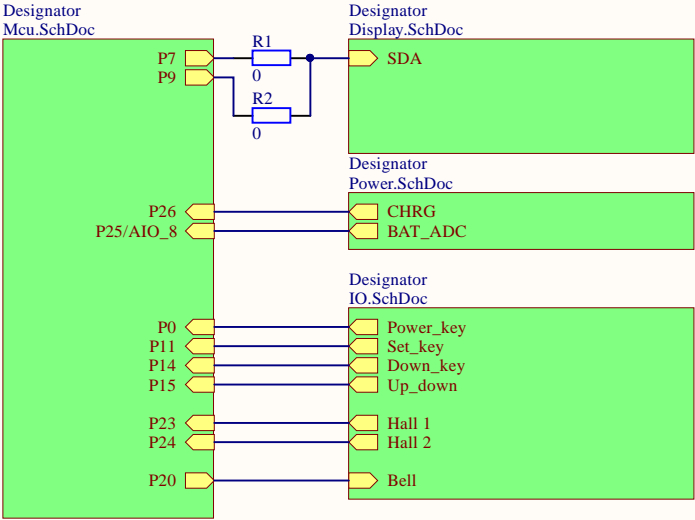 Designator
Mcu.SchDoc
P7
P9
P26
P25/AIO_8
P0
P11
P14
P15
P23
P24
P20
R1
0
R2
0
Designator
Display.SchDoc
SDA
Designator
Power.SchDoc
CHRG
BAT_ADC
Designator
IO.SchDoc
Power_key
Set_key
Down_key
Up_down
Hall 1
Hall 2
Bell